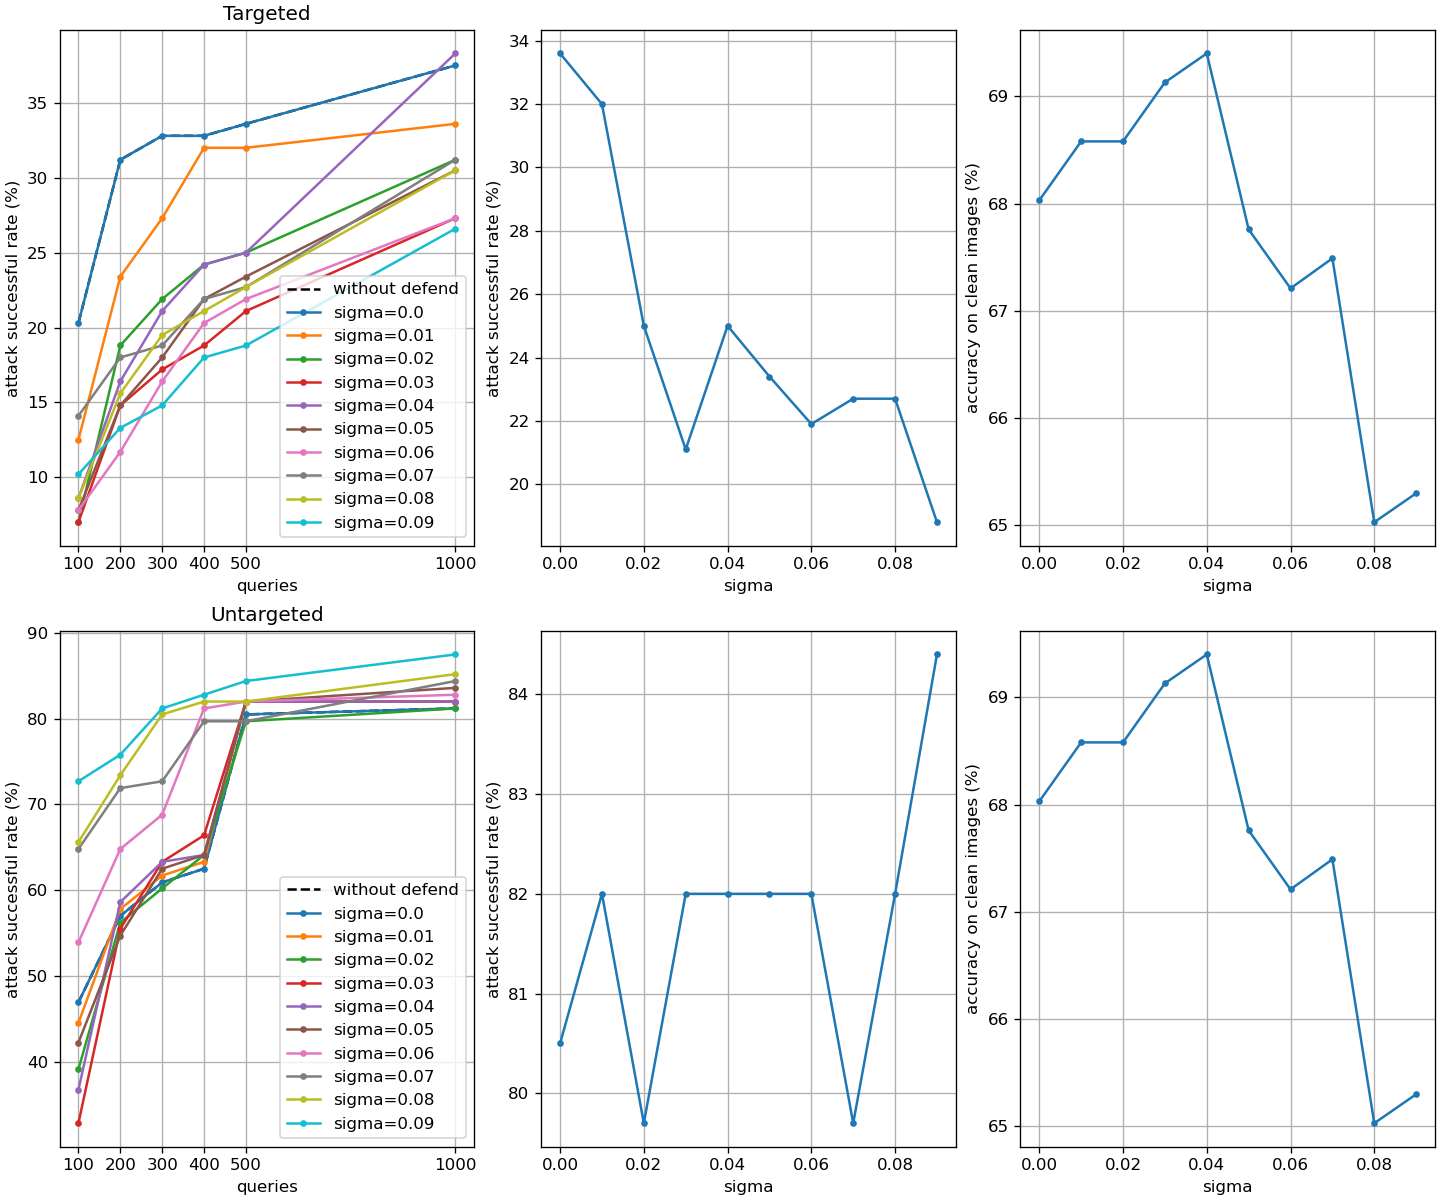 Targeted
attack successful rate (%)
35
30
25
20
15
10
without defend
sigma=0.0
sigma=0.01
sigma=0.02
sigma=0.03
sigma=0.04
sigma=0.05
sigma=0.06
sigma=0.07
sigma=0.08
sigma=0.09
100 200 300 400 500 1000
queries
attack successful rate (%)
34
32
30
28
26
24
22
20
0.00 0.02 0.04 0.06 0.08
sigma
accuracy on clean images (%)
69
68
67
66
65
0.00 0.02 0.04 0.06 0.08
sigma
Untargeted
attack successful rate (%)
90
80
70
60
50
40
without defend
sigma=0.0
sigma=0.01
sigma=0.02
sigma=0.03
sigma=0.04
sigma=0.05
sigma=0.06
sigma=0.07
sigma=0.08
sigma=0.09
100 200 300 400 500 1000
queries
attack successful rate (%)
84
83
82
81
80
0.00 0.02 0.04 0.06 0.08
sigma
accuracy on clean images (%)
69
68
67
66
65
0.00 0.02 0.04 0.06 0.08
sigma